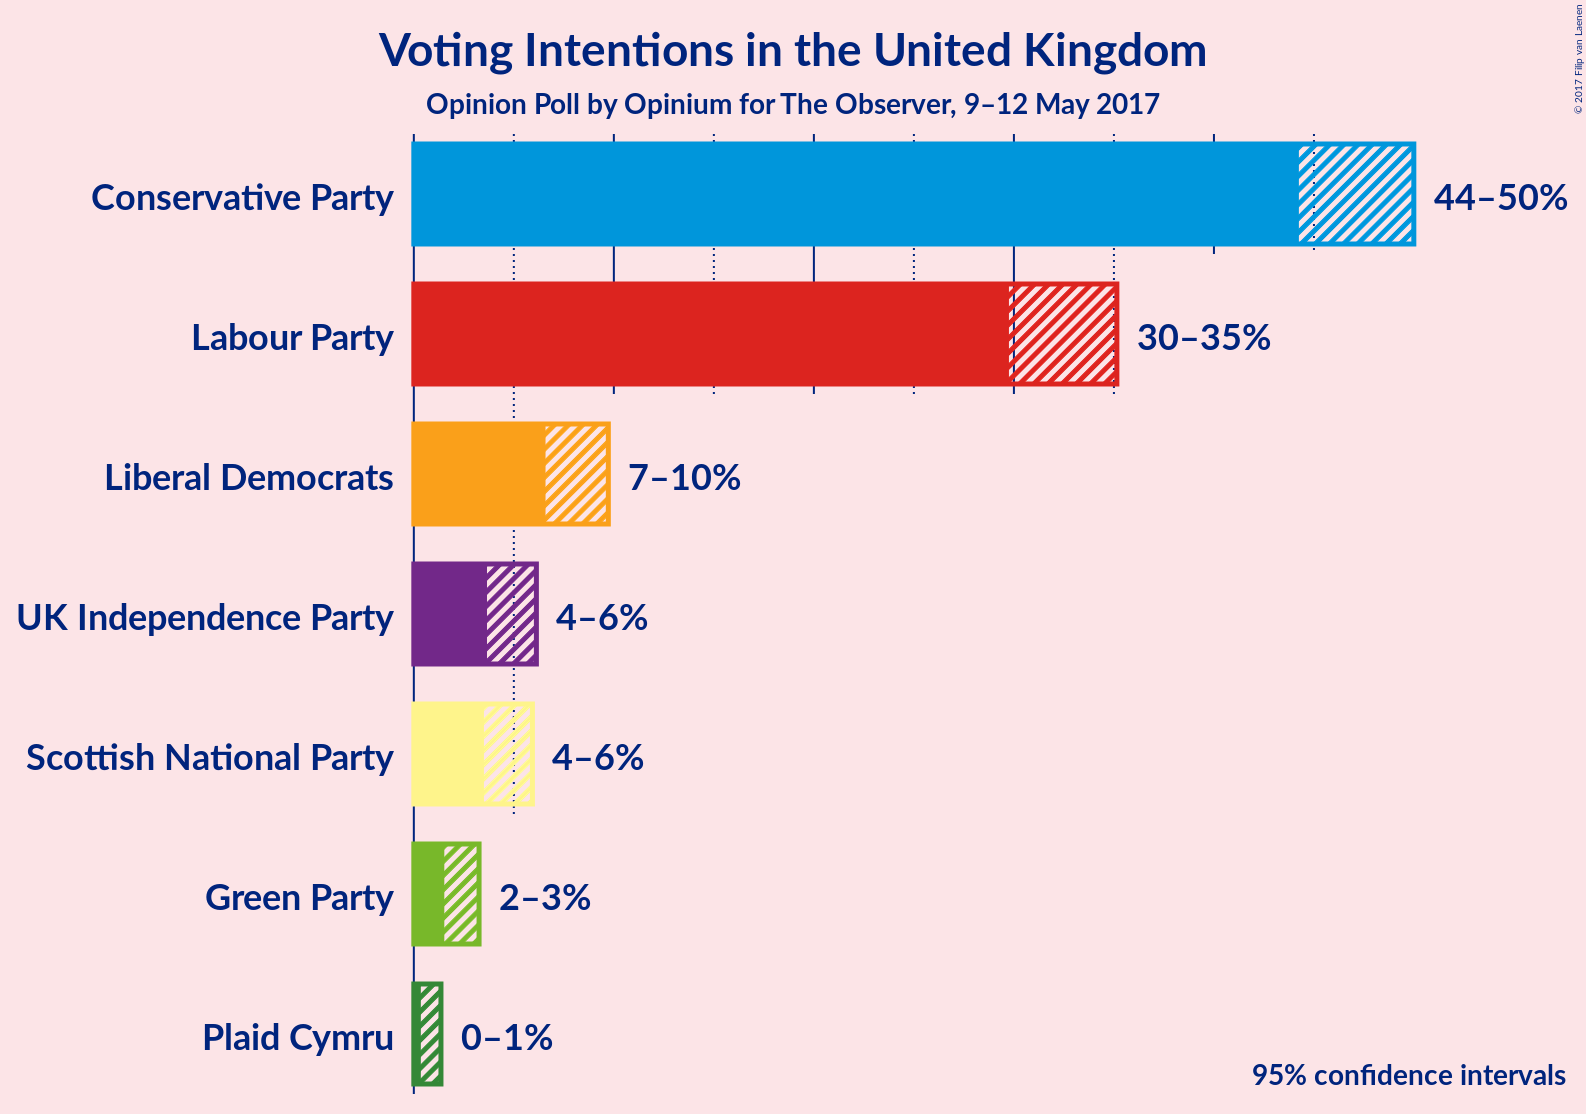 Voting Intentions in the United Kingdom
Opinion Poll by Opinium for The Observer, 9–12 May 2017
© 2017 Filip van Laenen
Conservative Party 44–50%
Labour Party 30–35%
Liberal Democrats 7–10%
UK Independence Party 4–6%
Scottish National Party 4–6%
Green Party 2–3%
Plaid Cymru 0–1%
95% confidence intervals